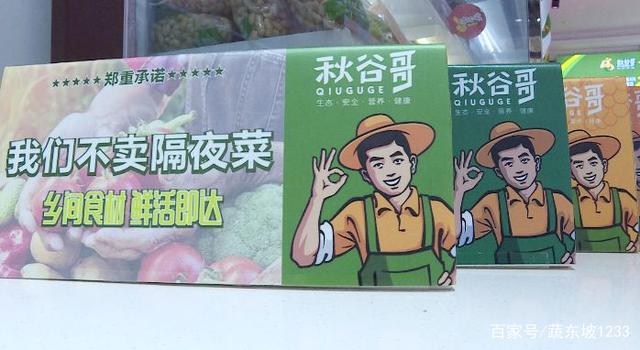 ★★★★★郑重承诺★★★★★
我们不卖隔夜菜
乡间食材 鲜活即达
秋谷哥
QIUGUGE
生态·安全·营养·健康
秋谷哥
QIUGUGE
生态·安全·营养·健康
谷哥
UGUGE
百家号/蔬东坡1233